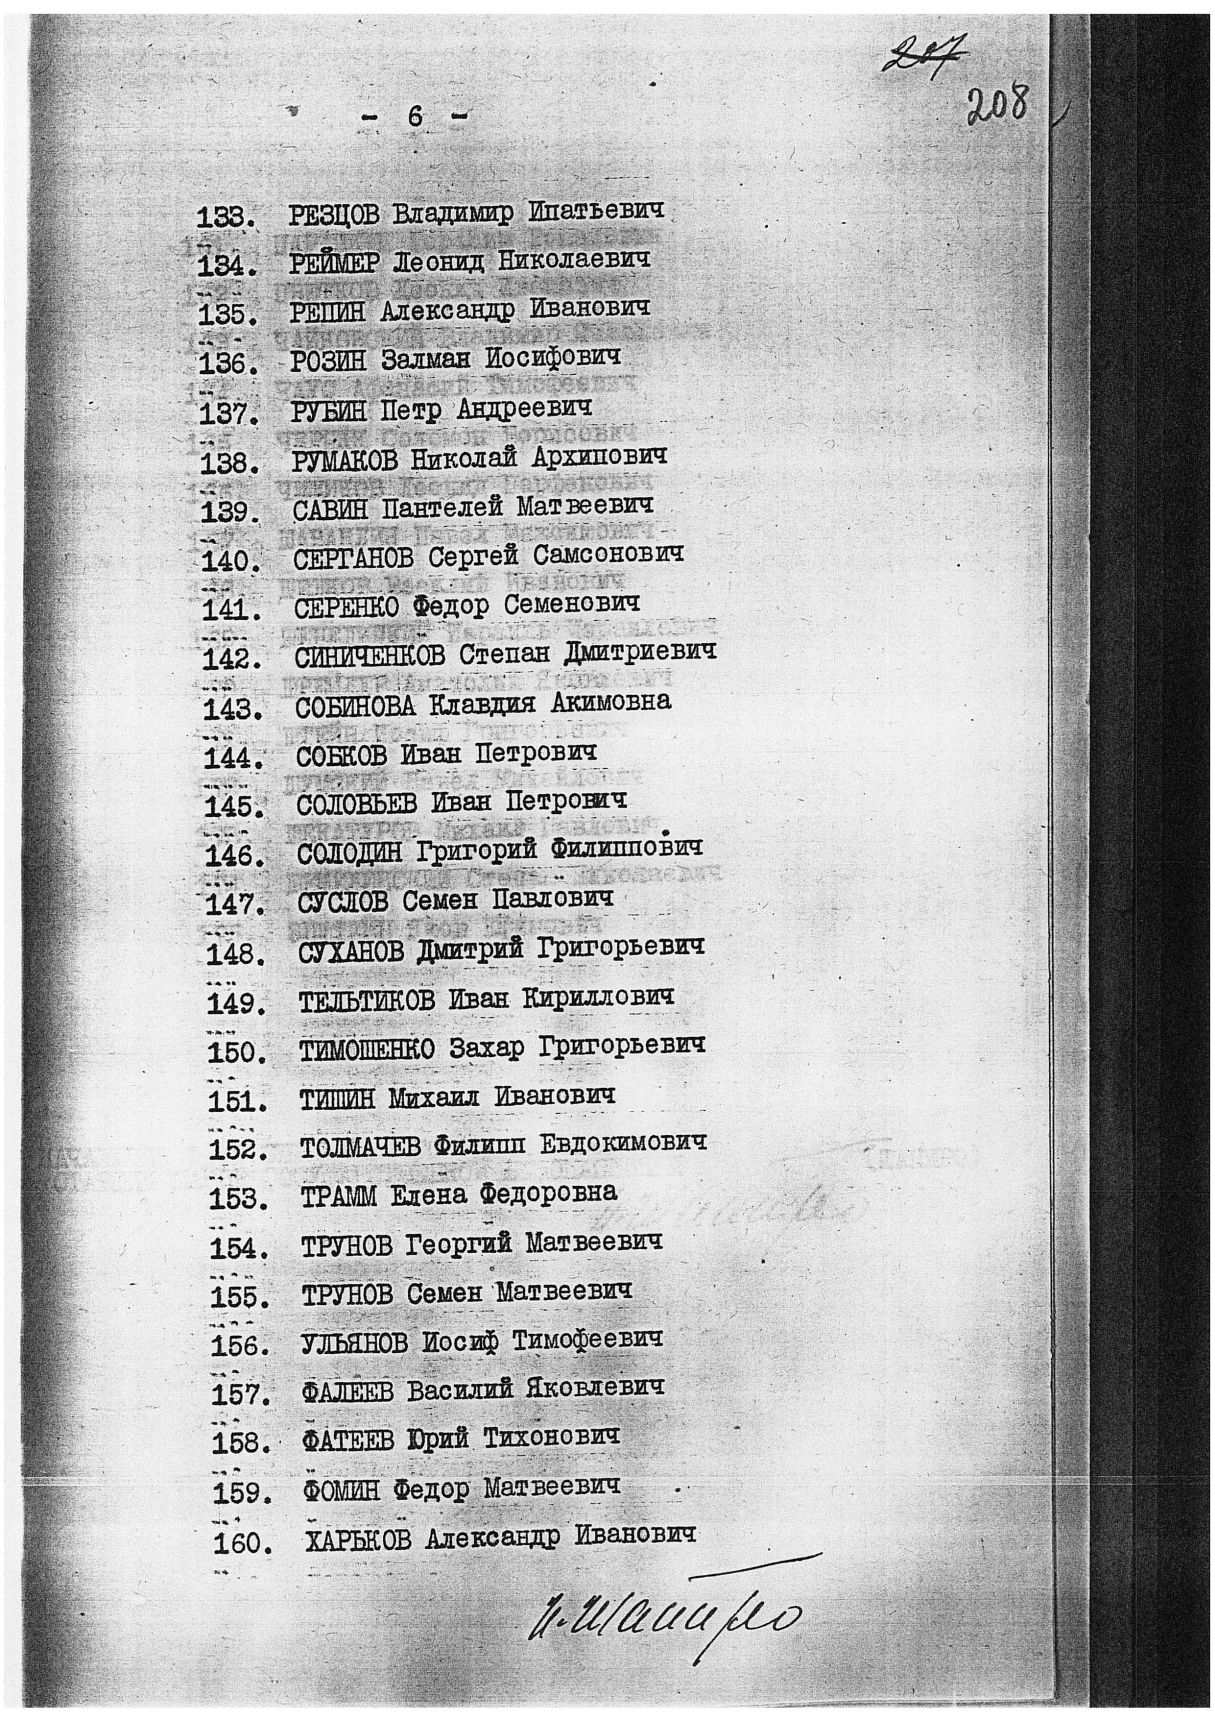 207
208
- 6 -
133. РЕЗЦОВ Владимир Ипатьевич
134. РЕЙМЕР Леонид Николаевич
135. РЕПИН Александр Иванович
136. РОЗИН Залман Иосифович
137. РУБИН Петр Андреевич
138. РУМАКОВ Николай Архипович
139. САВИН Пантелей Матвеевич
140. СЕРГАНОВ Сергей Самсонович
141. СЕРЕНКО Федор Семенович
142. СИНИЧЕНКОВ Степан Дмитриевич
143. СОБИНОВА Клавдия Акимовна
144. СОБКОВ Иван Петрович
145. СОЛОВЬЕВ Иван Петрович
146. СОЛОДИН Григорий Филиппович
147. СУСЛОВ Семен Павлович
148. СУХАНОВ Дмитрий Григорьевич
149. ТЕЛЬТИКОВ Иван Кириллович
150. ТИМОШЕНКО Захар Григорьевич
151. ТИШИН Михаил Иванович
152. ТОЛМАЧЕВ Филипп Евдокимович
153. ТРАММ Елена Федоровна
154. ТРУНОВ Георгий Матвеевич
155. ТРУНОВ Семен Матвеевич
156. УЛЬЯНОВ Иосиф Тимофеевич
157. ФАЛЕЕВ Василий Яковлевич
158. ФАТЕЕВ Юрий Тихонович
159. ФОМИН Федор Матвеевич
160. ХАРЬКОВ Александр Иванович
И. Шапиро